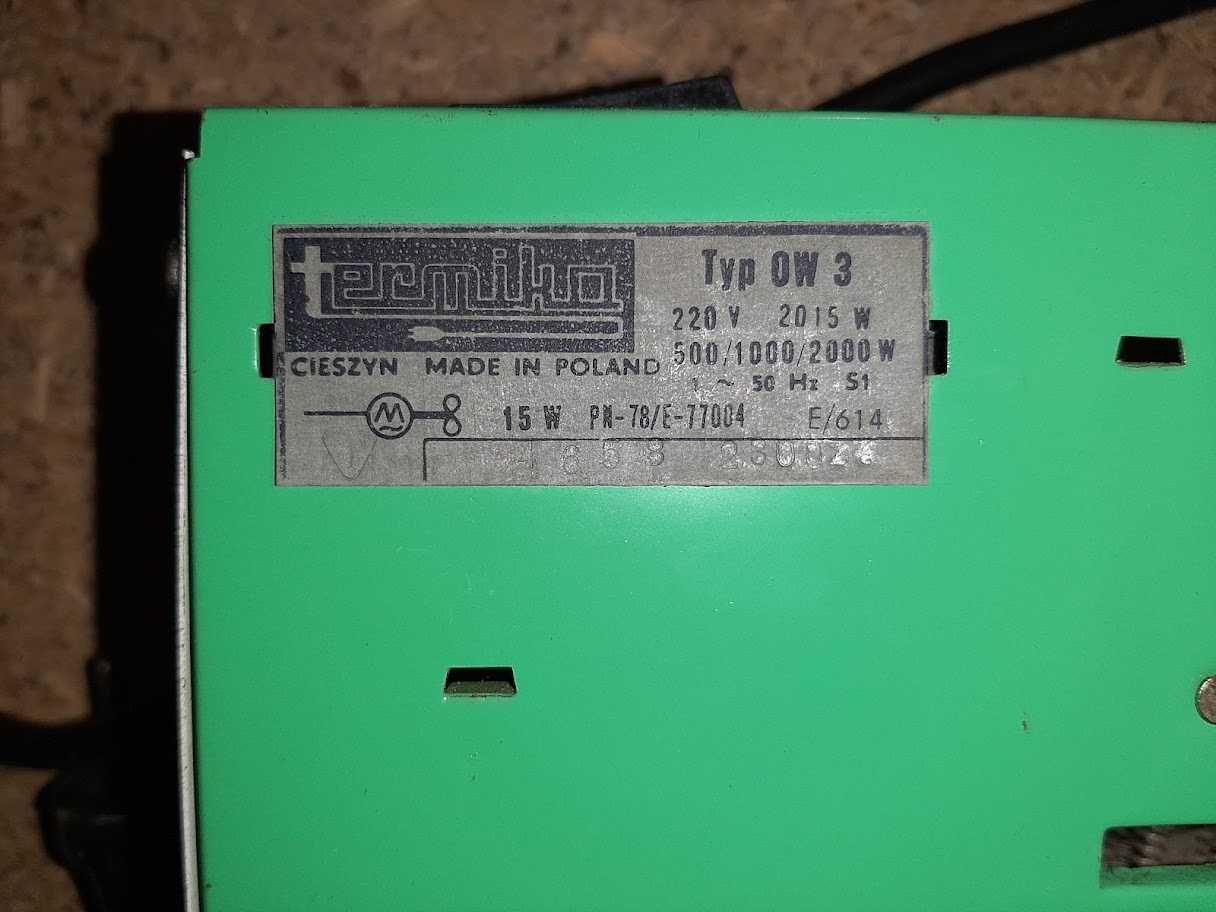 termika
CIESZYN MADE IN POLAND
Typ OW 3
220 V 2015 W
500/1000/2000 W
1 ~ 50 Hz S1
M 15 W PN-78/E-77004 E/614